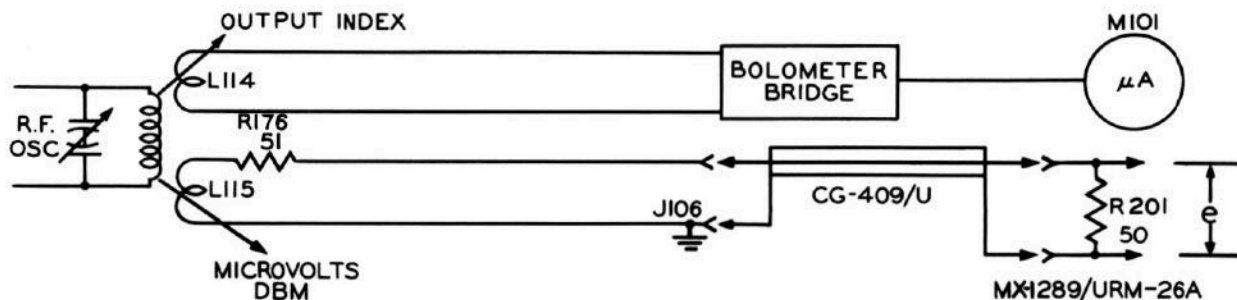 OUTPUT INDEX
M101
L114
BOLOMETER
BRIDGE
μA
R.F.
OSC
R176
51
L115
J106
CG-409/U
R201
50
e
MICROVOLTS
DBM
MX-1289/URM-26A